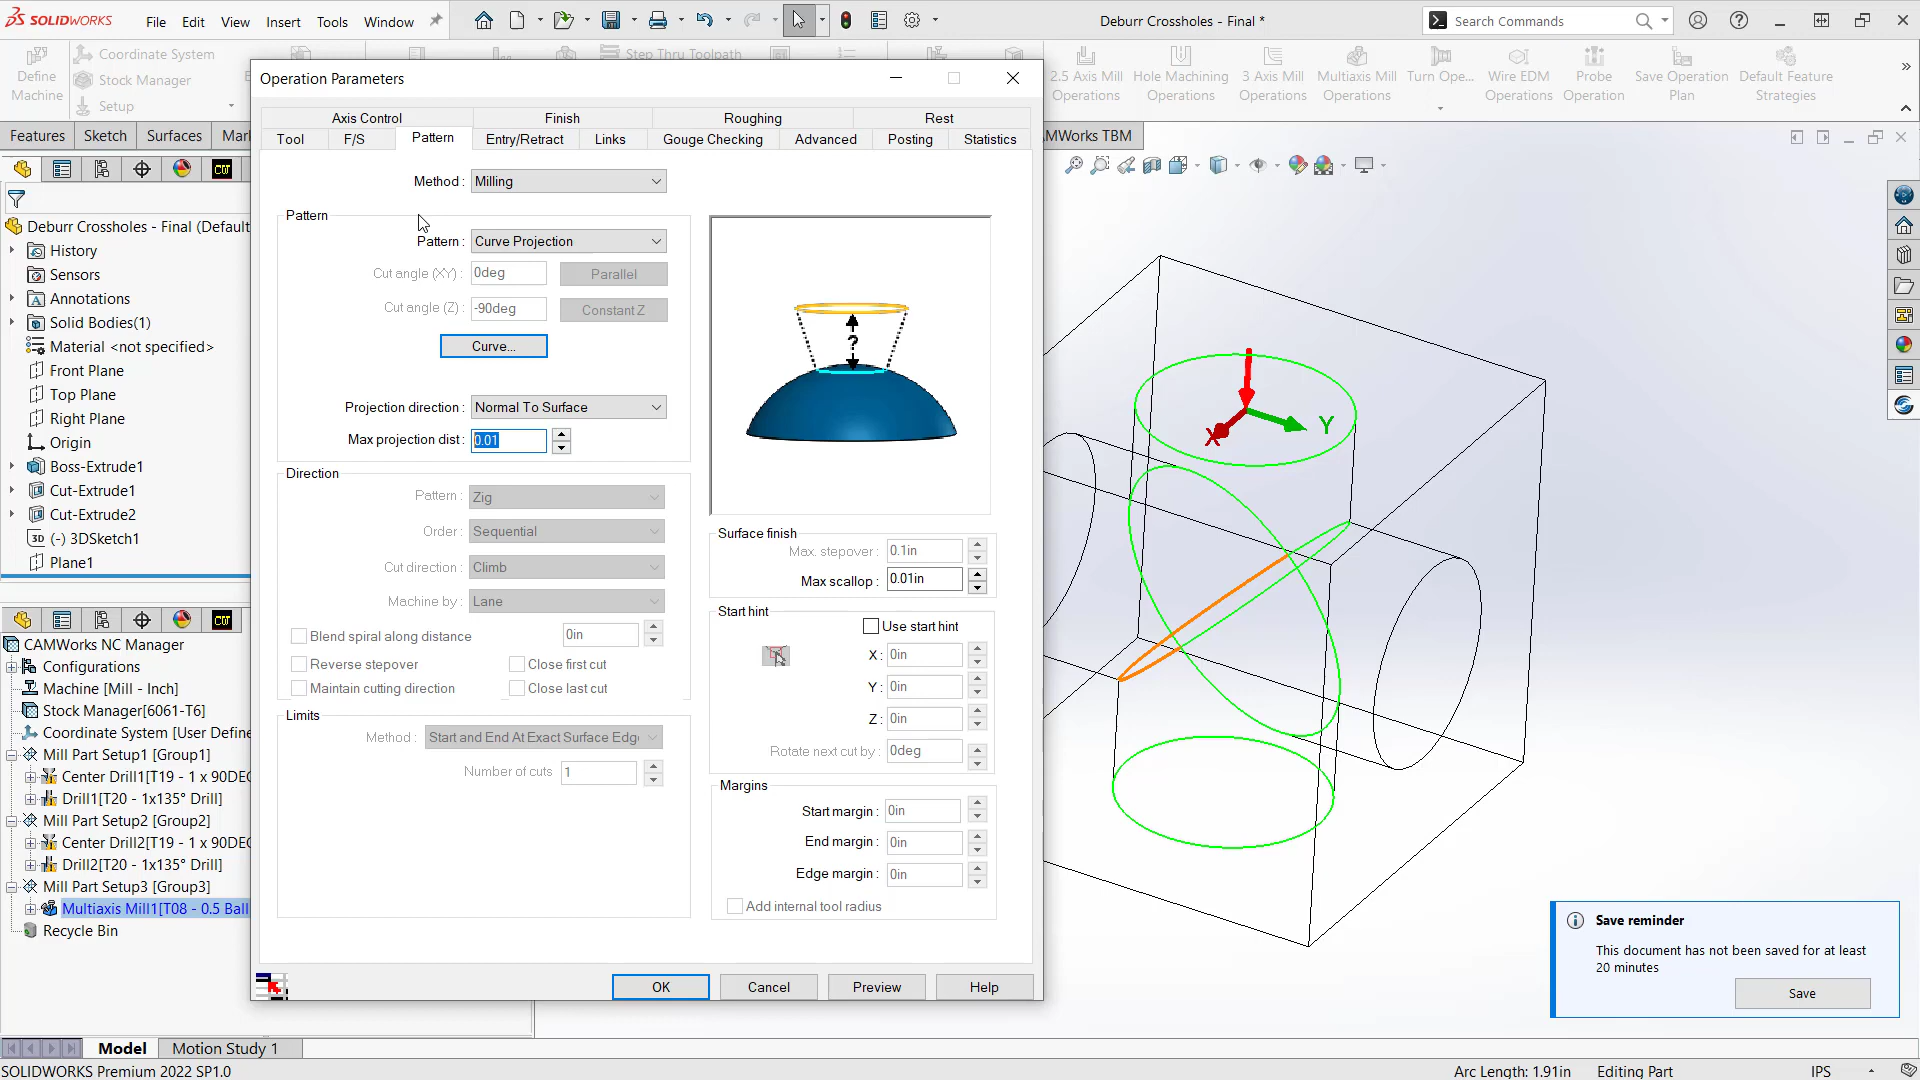 SOLIDWORKS
File
Edit
View
Insert
Tools
Window
Deburr Crossholes - Final *
Search Commands
Define
Machine
Coordinate System
Stock Manager
Setup
Step Thru Toolpath
2.5 Axis Mill
Operations
Hole Machining
Operations
3 Axis Mill
Operations
Multiaxis Mill
Operations
Turn Ope...
Wire EDM
Operations
Probe
Operation
Save Operation
Plan
Default Feature
Strategies
Features
Sketch
Surfaces
Mar
AMWorks TBM
Deburr Crossholes - Final (Default
History
Sensors
Annotations
Solid Bodies(1)
Material <not specified>
Front Plane
Top Plane
Right Plane
Origin
Boss-Extrude1
Cut-Extrude1
Cut-Extrude2
3D (-) 3DSketch1
Plane1
CAMWorks NC Manager
Configurations
Machine [Mill - Inch]
Stock Manager[6061-T6]
Coordinate System [User Define
Mill Part Setup1 [Group1]
Center Drill1[T19 - 1 x 90DEG
Drill1[T20 - 1x135° Drill]
Mill Part Setup2 [Group2]
Center Drill2[T19 - 1 x 90DEG
Drill2[T20 - 1x135° Drill]
Mill Part Setup3 [Group3]
Multiaxis Mill1[T08 - 0.5 Ball
Recycle Bin
Operation Parameters
Axis Control
Finish
Roughing
Rest
Tool
F/S
Pattern
Entry/Retract
Links
Gouge Checking
Advanced
Posting
Statistics
Method : Milling
Pattern
Pattern : Curve Projection
Cut angle (XY) : 0deg Parallel
Cut angle (Z) : -90deg Constant Z
Curve...
Projection direction : Normal To Surface
Max projection dist : 0.01
Direction
Pattern : Zig
Order : Sequential
Cut direction : Climb
Machine by : Lane
Blend spiral along distance 0in
Reverse stepover Close first cut
Maintain cutting direction Close last cut
Limits
Method : Start and End At Exact Surface Edg
Number of cuts 1
?
Surface finish
Max. stepover : 0.1in
Max scallop : 0.01in
Start hint
Use start hint
X : 0in
Y : 0in
Z : 0in
Rotate next cut by : 0deg
Margins
Start margin : 0in
End margin : 0in
Edge margin : 0in
Add internal tool radius
OK
Cancel
Preview
Help
X
Y
Save reminder
This document has not been saved for at least
20 minutes
Save
Model
Motion Study 1
SOLIDWORKS Premium 2022 SP1.0
Arc Length: 1.91in
Editing Part
IPS